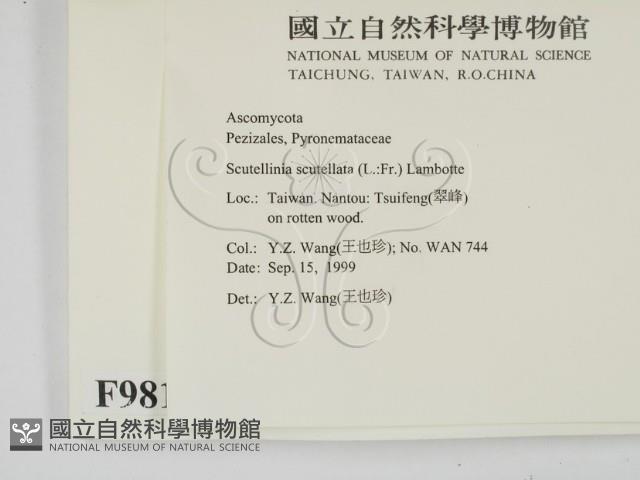 國立自然科學博物館
NATIONAL MUSEUM OF NATURAL SCIENCE
TAICHUNG, TAIWAN, R.O.CHINA
Ascomycota
Pezizales, Pyronemataceae
Scutellinia scutellata (L.:Fr.) Lambotte
Loc.: Taiwan. Nantou: Tsuifeng(翠峰)
on rotten wood.
Col.: Y.Z. Wang(王也珍); No. WAN 744
Date: Sep. 15, 1999
Det.: Y.Z. Wang(王也珍)
F981
國立自然科學博物館
NATIONAL MUSEUM OF NATURAL SCIENCE